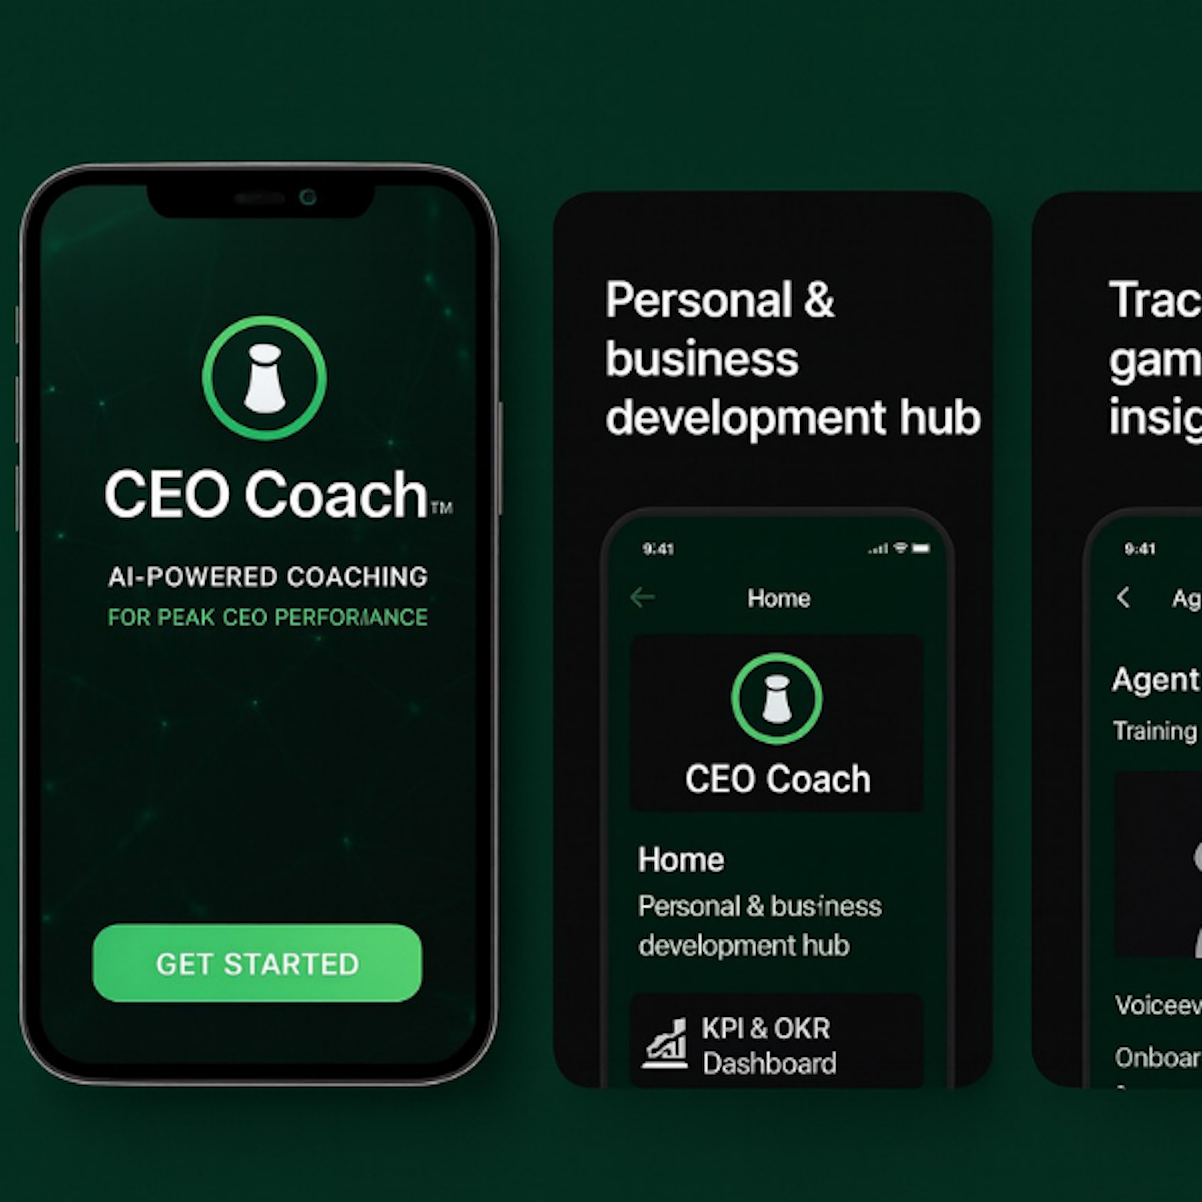 CEO Coach™
AI-POWERED COACHING
FOR PEAK CEO PERFORMANCE
GET STARTED
Personal &
business
development hub
9:41
Home
CEO Coach
Home
Personal & business
development hub
KPI & OKR
Dashboard
Trac
gam
insig
9:41
Ag
Agent
Training
Voiceev
Onboar